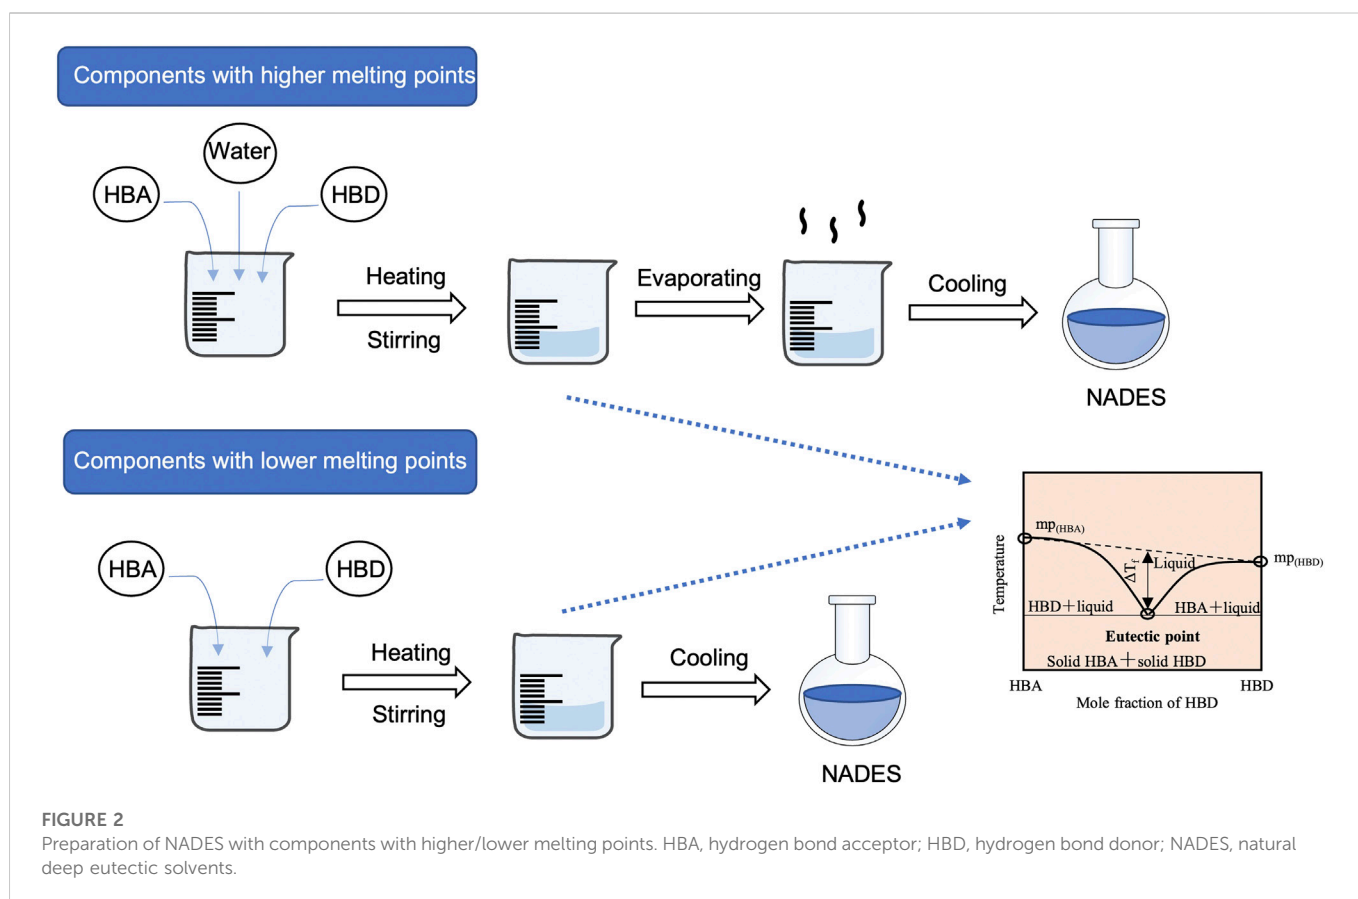 Components with higher melting points
Water
HBA
HBD
Heating
Stirring
Evaporating
Cooling
NADES
Components with lower melting points
HBA
HBD
Heating
Stirring
Cooling
NADES
mp(HBA)
mp(HBD)
Temperature
ΔTf
Liquid
HBD+liquid
HBA+liquid
Eutectic point
Solid HBA+solid HBD
HBA
HBD
Mole fraction of HBD
FIGURE 2
Preparation of NADES with components with higher/lower melting points. HBA, hydrogen bond acceptor; HBD, hydrogen bond donor; NADES, natural
deep eutectic solvents.